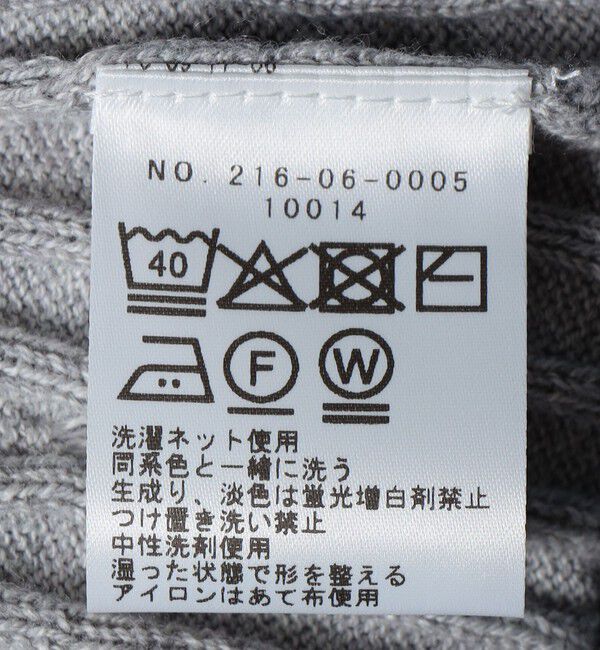 NO. 216-06-0005
10014
40
F W
洗濯ネット使用
同系色と一緒に洗う
生成り、淡色は蛍光増白剤禁止
つけ置き洗い禁止
中性洗剤使用
湿った状態で形を整える
アイロンはあて布使用